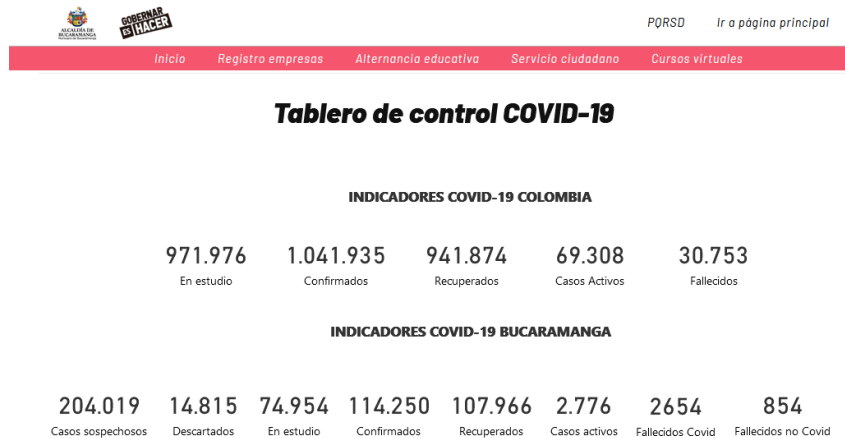 ALCALDÍA DE
BUCARAMANGA
Municipio de Bucaramanga
GOBERNAR
ES HACER
PQRSD Ir a página principal
Inicio Registro empresas Alternancia educativa Servicio ciudadano Cursos virtuales
Tablero de control COVID-19
INDICADORES COVID-19 COLOMBIA
971.976 1.041.935 941.874 69.308 30.753
En estudio Confirmados Recuperados Casos Activos Fallecidos
INDICADORES COVID-19 BUCARAMANGA
204.019 14.815 74.954 114.250 107.966 2.776 2654 854
Casos sospechosos Descartados En estudio Confirmados Recuperados Casos activos Fallecidos Covid Fallecidos no Covid